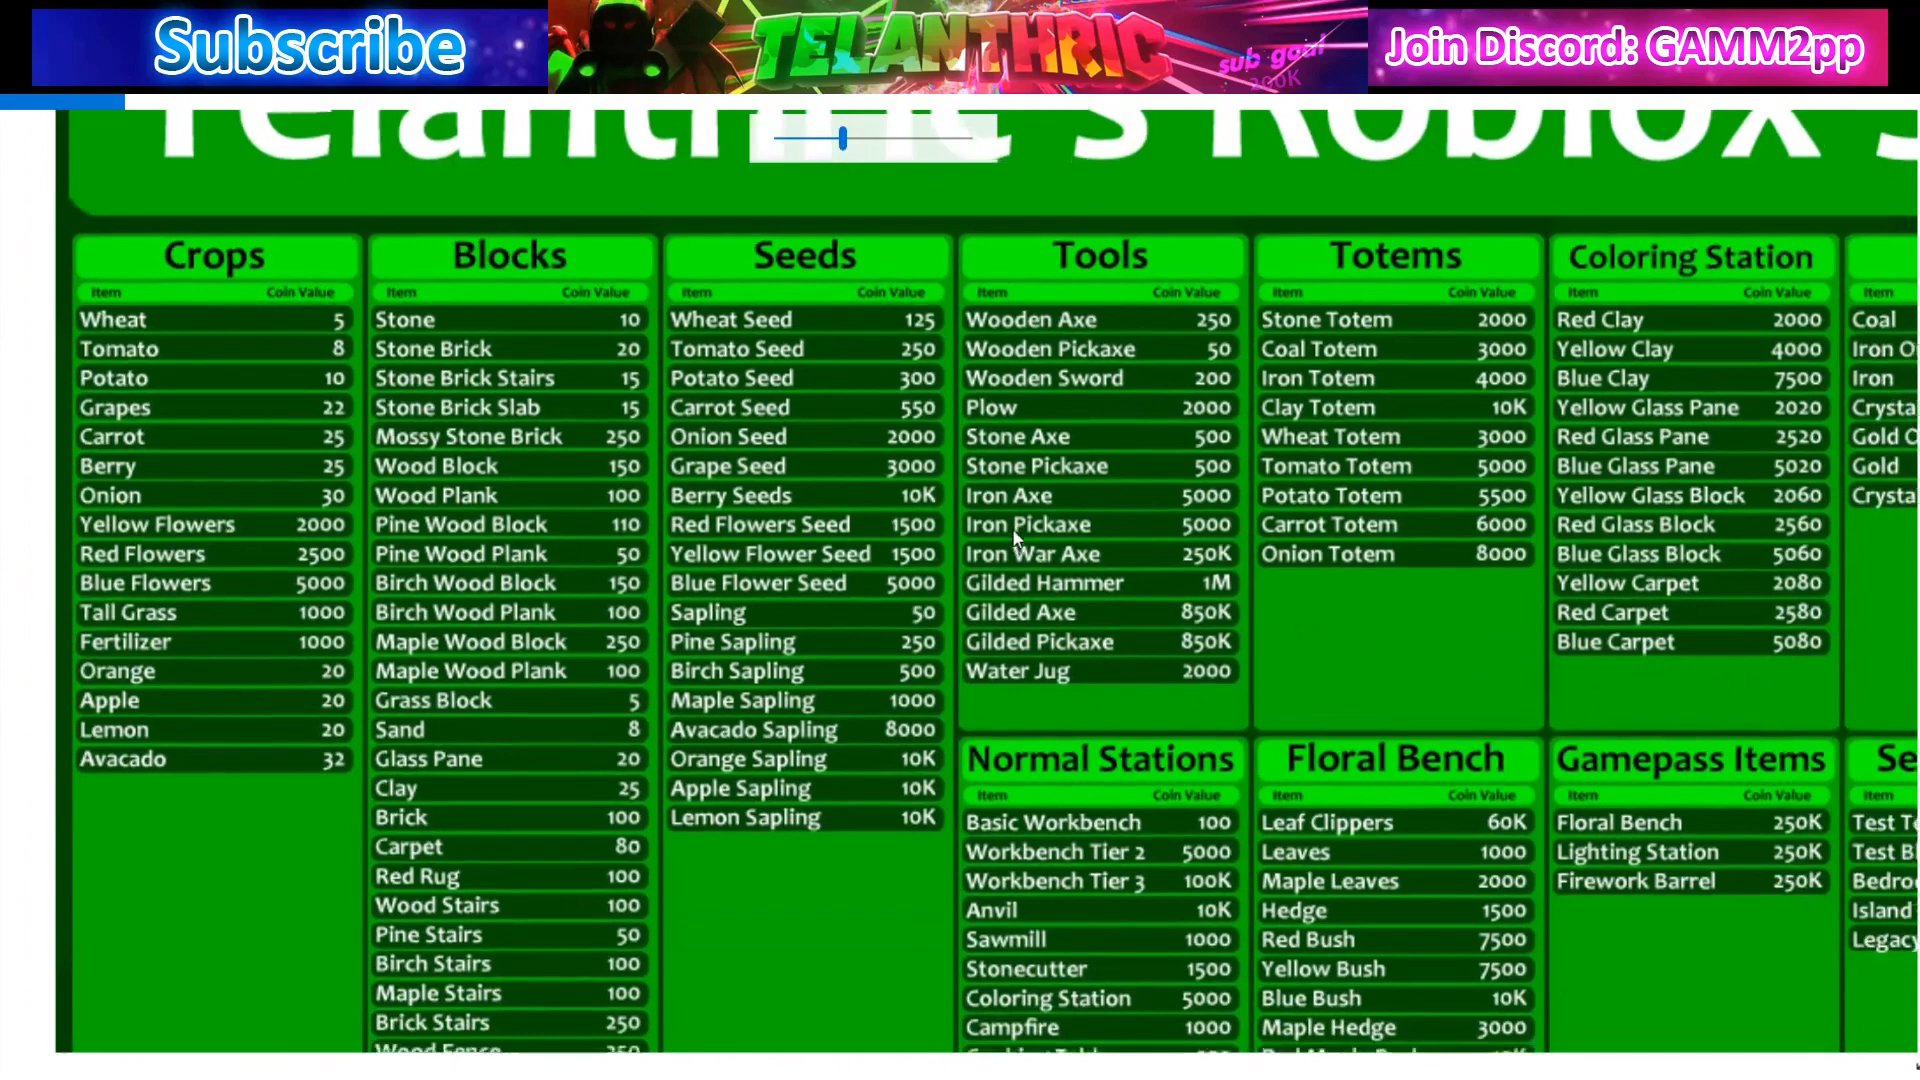 Subscribe
TELANTHRIC
sub goal
200K
Join Discord: GAMM2pp
Telanthric's Roblox
Crops
Item Coin Value
Wheat 5
Tomato 8
Potato 10
Grapes 22
Carrot 25
Berry 25
Onion 30
Yellow Flowers 2000
Red Flowers 2500
Blue Flowers 5000
Tall Grass 1000
Fertilizer 1000
Orange 20
Apple 20
Lemon 20
Avacado 32
Blocks
Item Coin Value
Stone 10
Stone Brick 20
Stone Brick Stairs 15
Stone Brick Slab 15
Mossy Stone Brick 250
Wood Block 150
Wood Plank 100
Pine Wood Block 110
Pine Wood Plank 50
Birch Wood Block 150
Birch Wood Plank 100
Maple Wood Block 250
Maple Wood Plank 100
Grass Block 5
Sand 8
Glass Pane 20
Clay 25
Brick 100
Carpet 80
Red Rug 100
Wood Stairs 100
Pine Stairs 50
Birch Stairs 100
Maple Stairs 100
Brick Stairs 250
Wood Fence 250
Seeds
Item Coin Value
Wheat Seed 125
Tomato Seed 250
Potato Seed 300
Carrot Seed 550
Onion Seed 2000
Grape Seed 3000
Berry Seeds 10K
Red Flowers Seed 1500
Yellow Flower Seed 1500
Blue Flower Seed 5000
Sapling 50
Pine Sapling 250
Birch Sapling 500
Maple Sapling 1000
Avacado Sapling 8000
Orange Sapling 10K
Apple Sapling 10K
Lemon Sapling 10K
Tools
Item Coin Value
Wooden Axe 250
Wooden Pickaxe 50
Wooden Sword 200
Plow 2000
Stone Axe 500
Stone Pickaxe 500
Iron Axe 5000
Iron Pickaxe 5000
Iron War Axe 250K
Gilded Hammer 1M
Gilded Axe 850K
Gilded Pickaxe 850K
Water Jug 2000
Totems
Item Coin Value
Stone Totem 2000
Coal Totem 3000
Iron Totem 4000
Clay Totem 10K
Wheat Totem 3000
Tomato Totem 5000
Potato Totem 5500
Carrot Totem 6000
Onion Totem 8000
Coloring Station
Item Coin Value
Red Clay 2000
Yellow Clay 4000
Blue Clay 7500
Yellow Glass Pane 2020
Red Glass Pane 2520
Blue Glass Pane 5020
Yellow Glass Block 2060
Red Glass Block 2560
Blue Glass Block 5060
Yellow Carpet 2080
Red Carpet 2580
Blue Carpet 5080
Item
Coal
Iron O
Iron
Crysta
Gold O
Gold
Crysta
Normal Stations
Item Coin Value
Basic Workbench 100
Workbench Tier 2 5000
Workbench Tier 3 100K
Anvil 10K
Sawmill 1000
Stonecutter 1500
Coloring Station 5000
Campfire 1000
Floral Bench
Item Coin Value
Leaf Clippers 60K
Leaves 1000
Maple Leaves 2000
Hedge 1500
Red Bush 7500
Yellow Bush 7500
Blue Bush 10K
Maple Hedge 3000
Gamepass Items
Item Coin Value
Floral Bench 250K
Lighting Station 250K
Firework Barrel 250K
Se
Item
Test T
Test Bl
Bedro
Island
Legacy